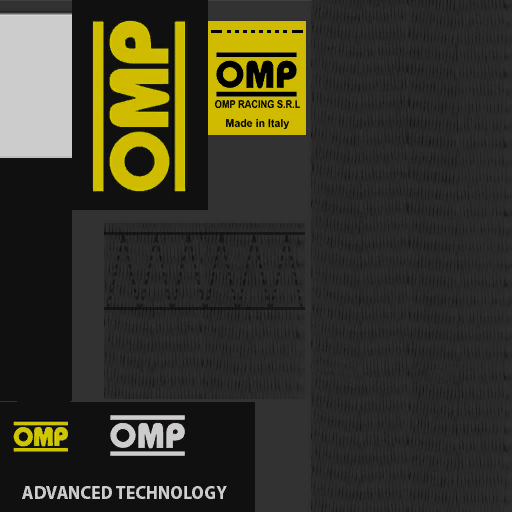 OMP
OMP
OMP RACING S.R.L
Made in Italy
OMP
OMP
ADVANCED TECHNOLOGY